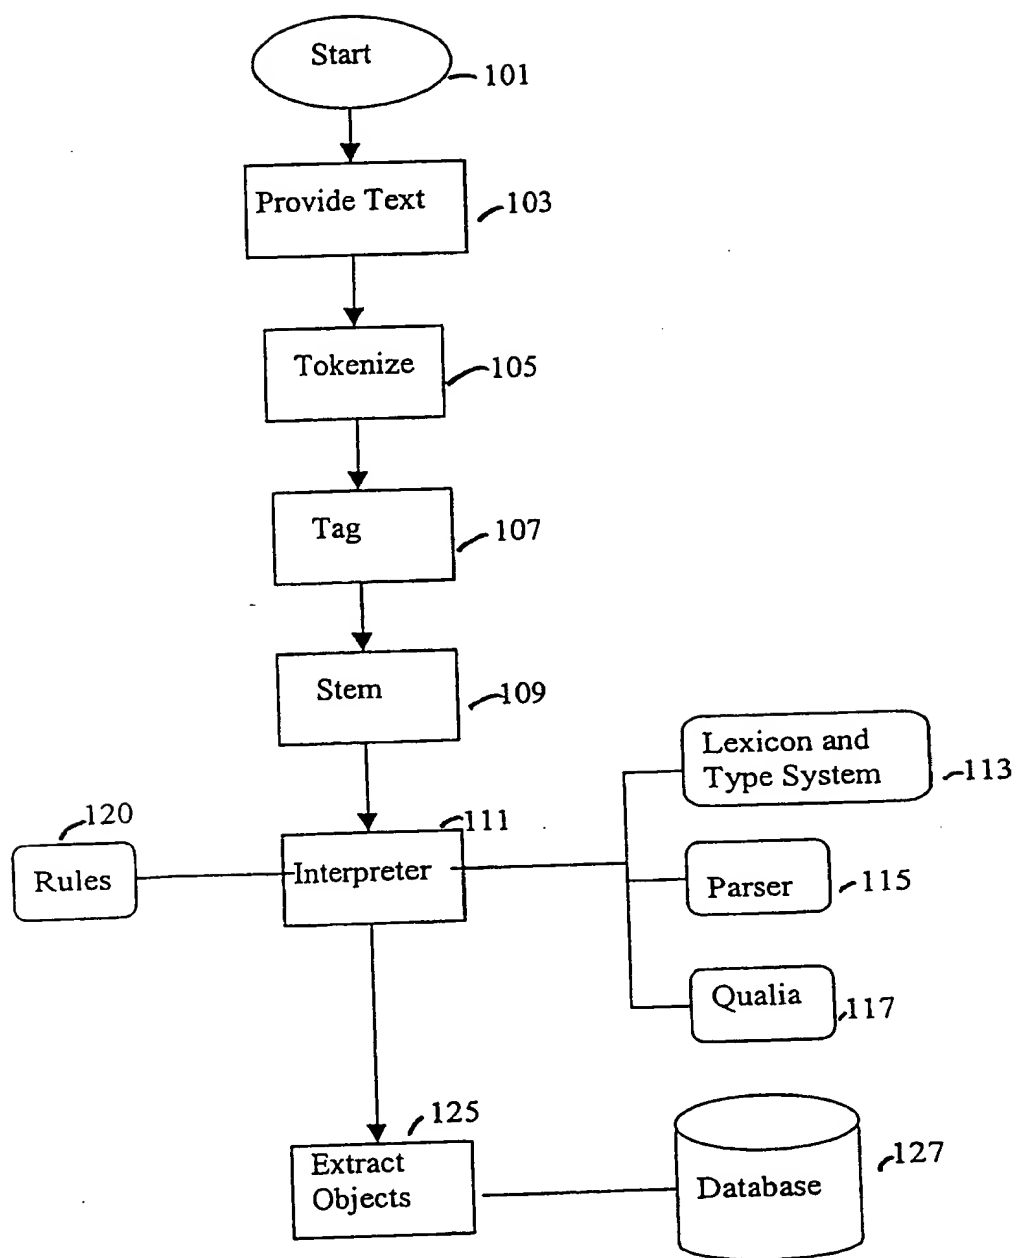 Start
101
Provide Text
103
Tokenize
105
Tag
107
Stem
109
Lexicon and
Type System
113
120
111
Rules
Interpreter
Parser
115
Qualia
117
125
Extract
Objects
Database
127